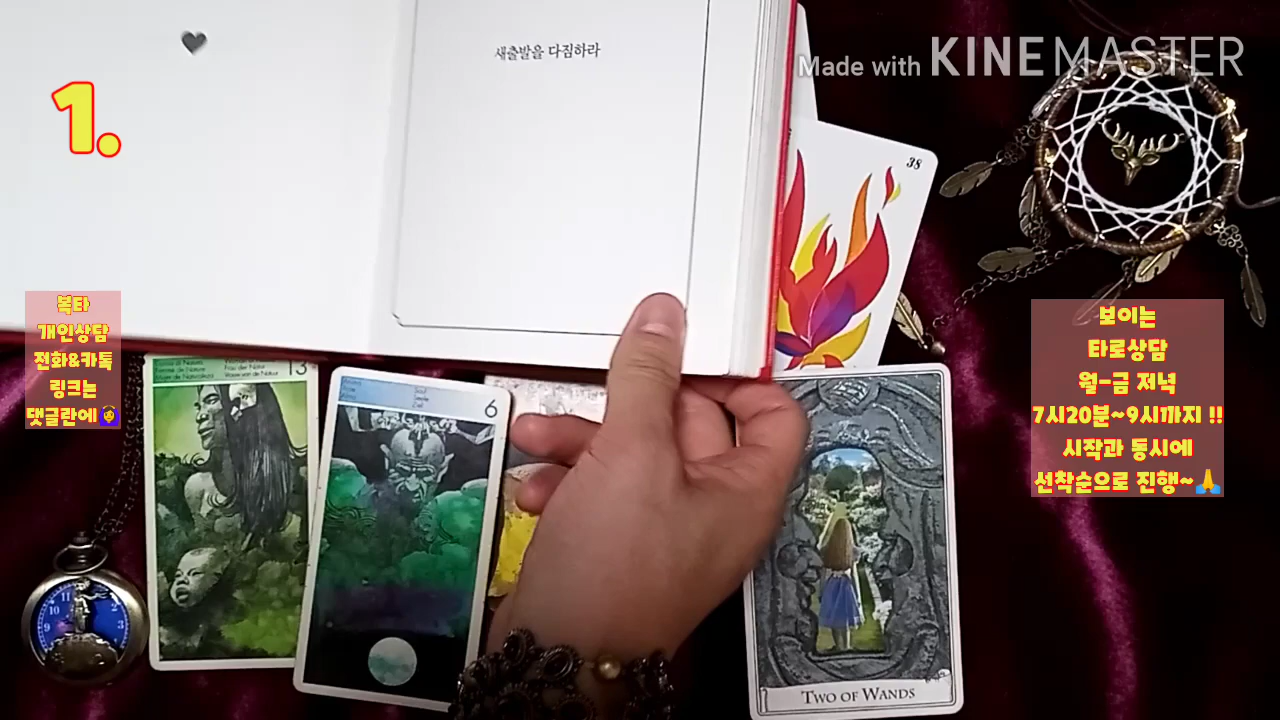 새출발을 다짐하라
Made with KINEMASTER
1.
38
복타
개인상담
전화&카톡
링크는
댓글란에🙆‍♀️
보이는
타로상담
월-금 저녁
7시20분~9시까지 !!
시작과 동시에
선착순으로 진행~🙏
13
6
TWO OF WANDS